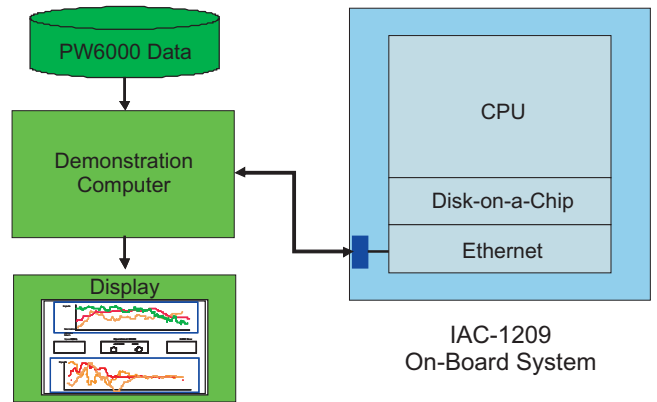 PW6000 Data
Demonstration
Computer
Display
CPU
Disk-on-a-Chip
Ethernet
IAC-1209
On-Board System